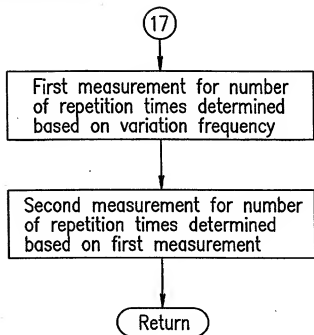 17
First measurement for number
of repetition times determined
based on variation frequency
Second measurement for number
of repetition times determined
based on first measurement
Return